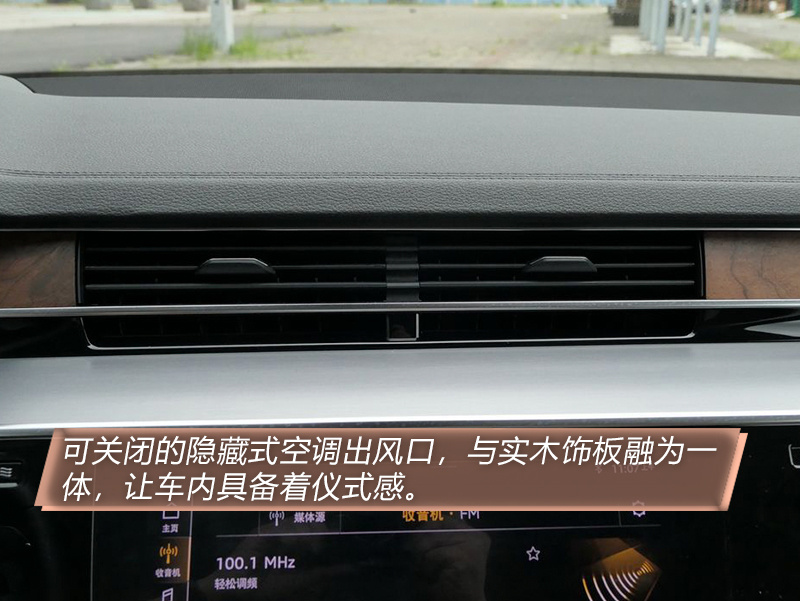 可关闭的隐藏式空调出风口，与实木饰板融为一
体，让车内具备着仪式感。
主页
媒体源
收音机·FM
收音机
100.1 MHz
轻松调频